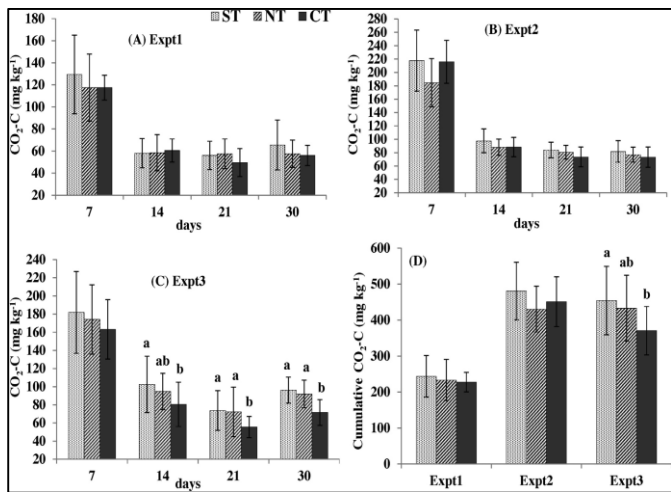 ST NT CT
(A) Expt1
CO₂-C (mg kg⁻¹)
180
160
140
120
100
80
60
40
20
7 14 21 30
days
(B) Expt2
CO₂-C (mg kg⁻¹)
280
260
240
220
200
180
160
140
120
100
80
60
40
20
7 14 21 30
days
(C) Expt3
CO₂-C (mg kg⁻¹)
280
260
240
220
200
180
160
140
120
100
80
60
40
20
a ab b
a a b
a a b
7 14 21 30
days
(D)
Cumulative CO₂-C (mg kg⁻¹)
600
500
400
300
200
100
0
a ab b
Expt1 Expt2 Expt3